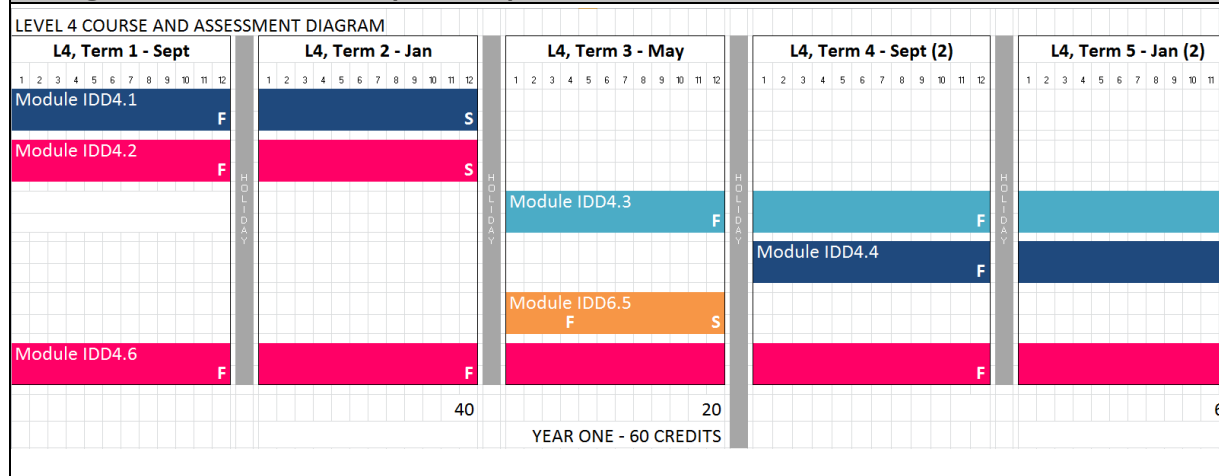 LEVEL 4 COURSE AND ASSESSMENT DIAGRAM
L4, Term 1 - Sept L4, Term 2 - Jan L4, Term 3 - May L4, Term 4 - Sept (2) L4, Term 5 - Jan (2)
1 2 3 4 5 6 7 8 9 10 11 12 1 2 3 4 5 6 7 8 9 10 11 12 1 2 3 4 5 6 7 8 9 10 11 12 1 2 3 4 5 6 7 8 9 10 11 12 1 2 3 4 5 6 7 8 9 10 11
Module IDD4.1
F S
Module IDD4.2
F S
HOLIDAY HOLIDAY HOLIDAY HOLIDAY
Module IDD4.3
F F
Module IDD4.4
F
Module IDD6.5
F S
Module IDD4.6
F F F
40 20
YEAR ONE - 60 CREDITS